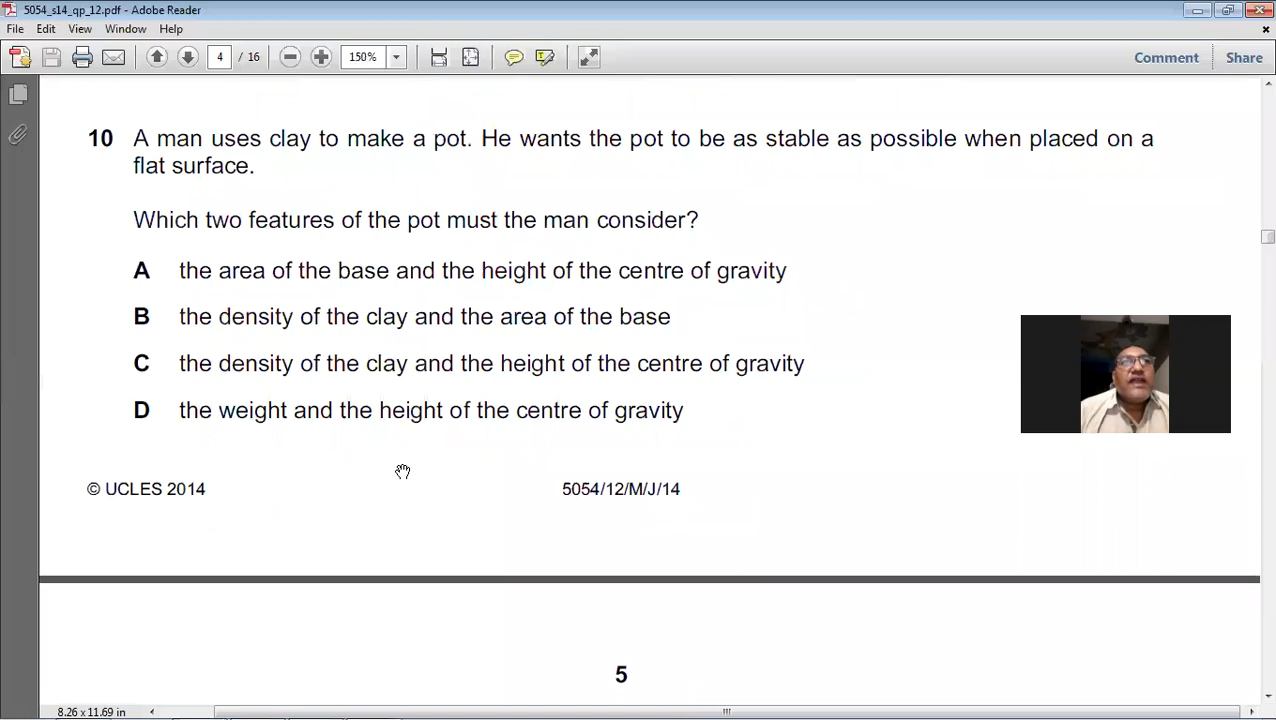 5054_s14_qp_12.pdf - Adobe Reader
File Edit View Window Help
4 / 16 150% Comment Share
10 A man uses clay to make a pot. He wants the pot to be as stable as possible when placed on a
flat surface.
Which two features of the pot must the man consider?
A the area of the base and the height of the centre of gravity
B the density of the clay and the area of the base
C the density of the clay and the height of the centre of gravity
D the weight and the height of the centre of gravity
© UCLES 2014 5054/12/M/J/14
5
8.26 x 11.69 in